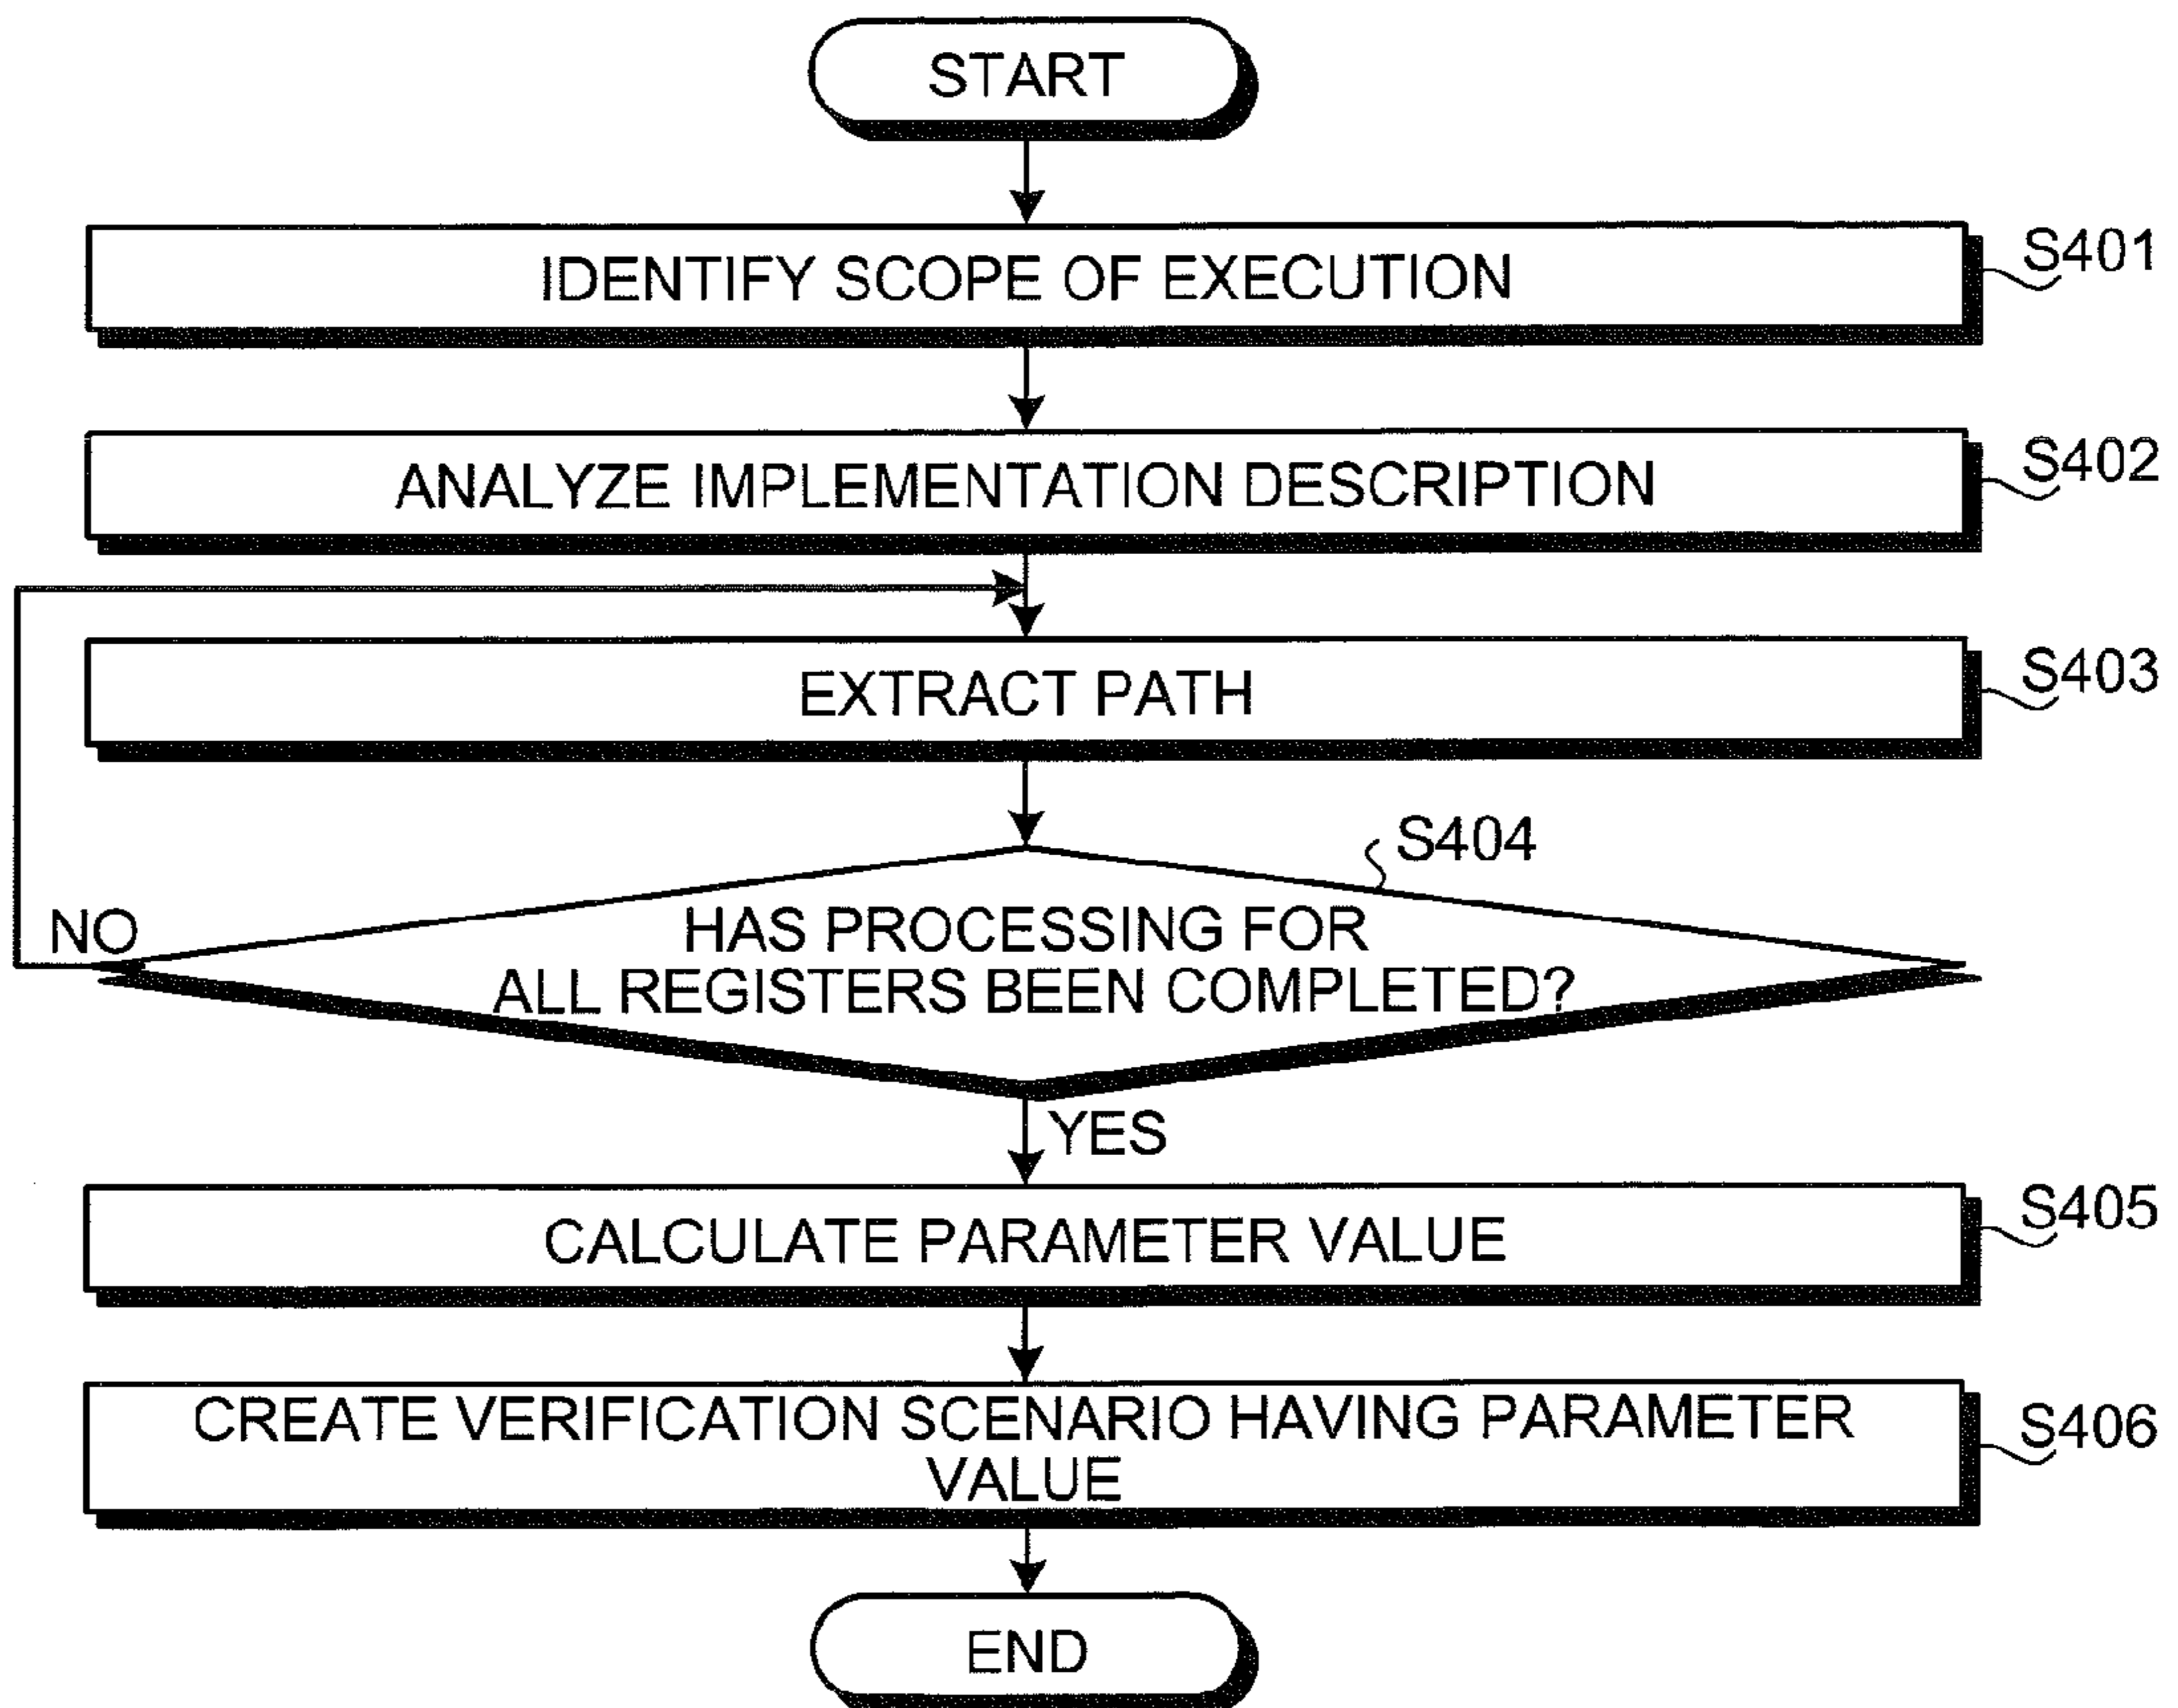 START
IDENTIFY SCOPE OF EXECUTION
S401
ANALYZE IMPLEMENTATION DESCRIPTION
S402
EXTRACT PATH
S403
S404
NO
HAS PROCESSING FOR
ALL REGISTERS BEEN COMPLETED?
YES
CALCULATE PARAMETER VALUE
S405
CREATE VERIFICATION SCENARIO HAVING PARAMETER
VALUE
S406
END